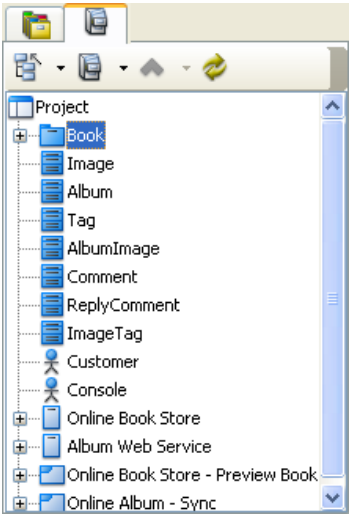 Project
Book
Image
Album
Tag
AlbumImage
Comment
ReplyComment
ImageTag
Customer
Console
Online Book Store
Album Web Service
Online Book Store - Preview Book
Online Album - Sync